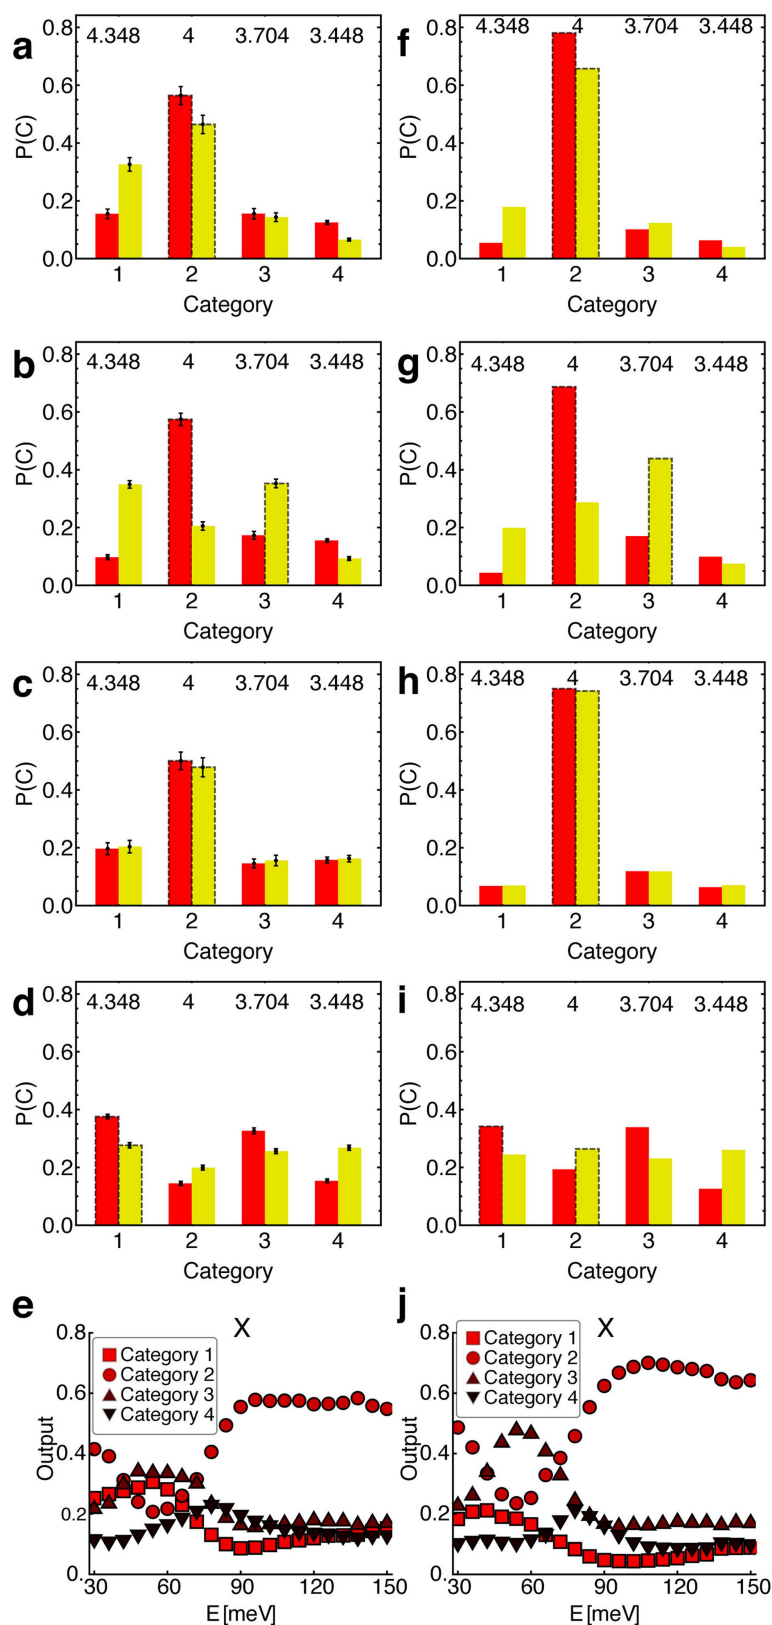 a
4.348 4 3.704 3.448
0.8
0.6
0.4
0.2
0.0
P(C)
1 2 3 4
Category
f
4.348 4 3.704 3.448
0.8
0.6
0.4
0.2
0.0
P(C)
1 2 3 4
Category
b
4.348 4 3.704 3.448
0.8
0.6
0.4
0.2
0.0
P(C)
1 2 3 4
Category
g
4.348 4 3.704 3.448
0.8
0.6
0.4
0.2
0.0
P(C)
1 2 3 4
Category
c
4.348 4 3.704 3.448
0.8
0.6
0.4
0.2
0.0
P(C)
1 2 3 4
Category
h
4.348 4 3.704 3.448
0.8
0.6
0.4
0.2
0.0
P(C)
1 2 3 4
Category
d
4.348 4 3.704 3.448
0.8
0.6
0.4
0.2
0.0
P(C)
1 2 3 4
Category
i
4.348 4 3.704 3.448
0.8
0.6
0.4
0.2
0.0
P(C)
1 2 3 4
Category
e
X
0.8
0.6
0.4
0.2
0.
Output
Category 1
Category 2
Category 3
Category 4
30 60 90 120 150
E [meV]
j
X
0.8
0.6
0.4
0.2
0.
Output
Category 1
Category 2
Category 3
Category 4
30 60 90 120 150
E [meV]